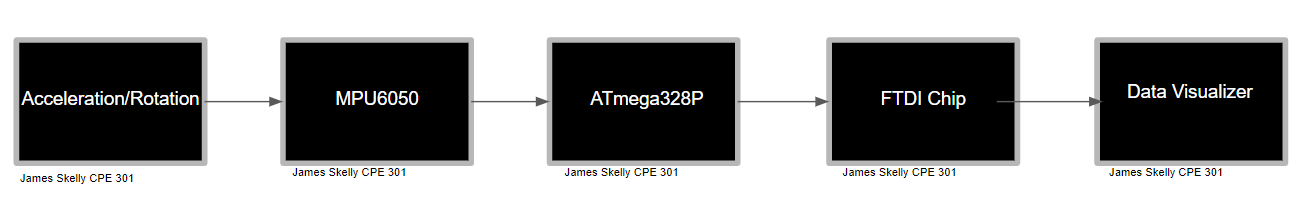 Acceleration/Rotation
MPU6050
ATmega328P
FTDI Chip
Data Visualizer
James Skelly CPE 301
James Skelly CPE 301
James Skelly CPE 301
James Skelly CPE 301
James Skelly CPE 301